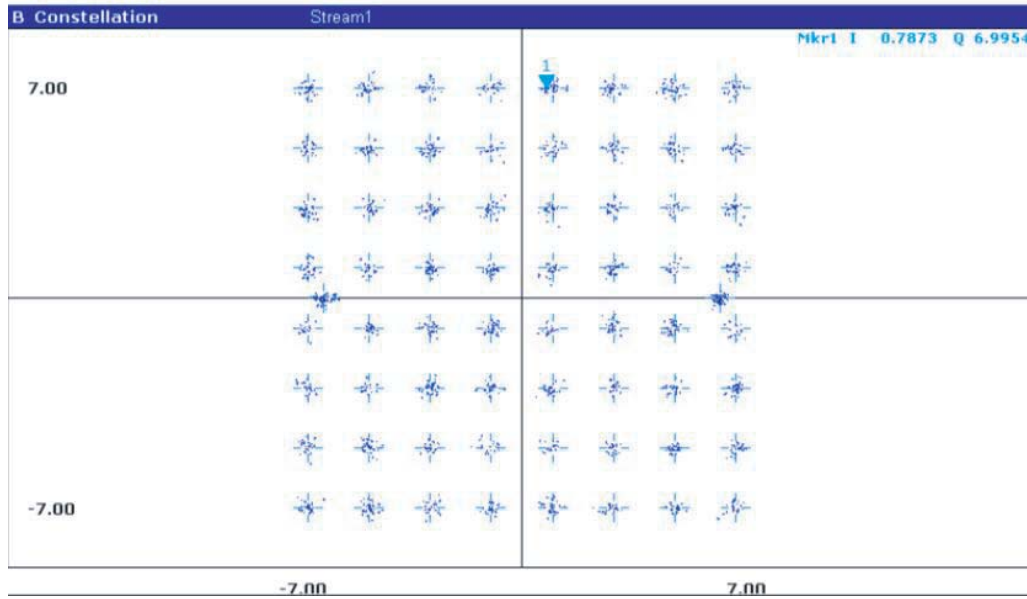 B Constellation Stream1
Mkr1 I 0.7873 Q 6.9954
1
7.00
-7.00
-7.00 7.00